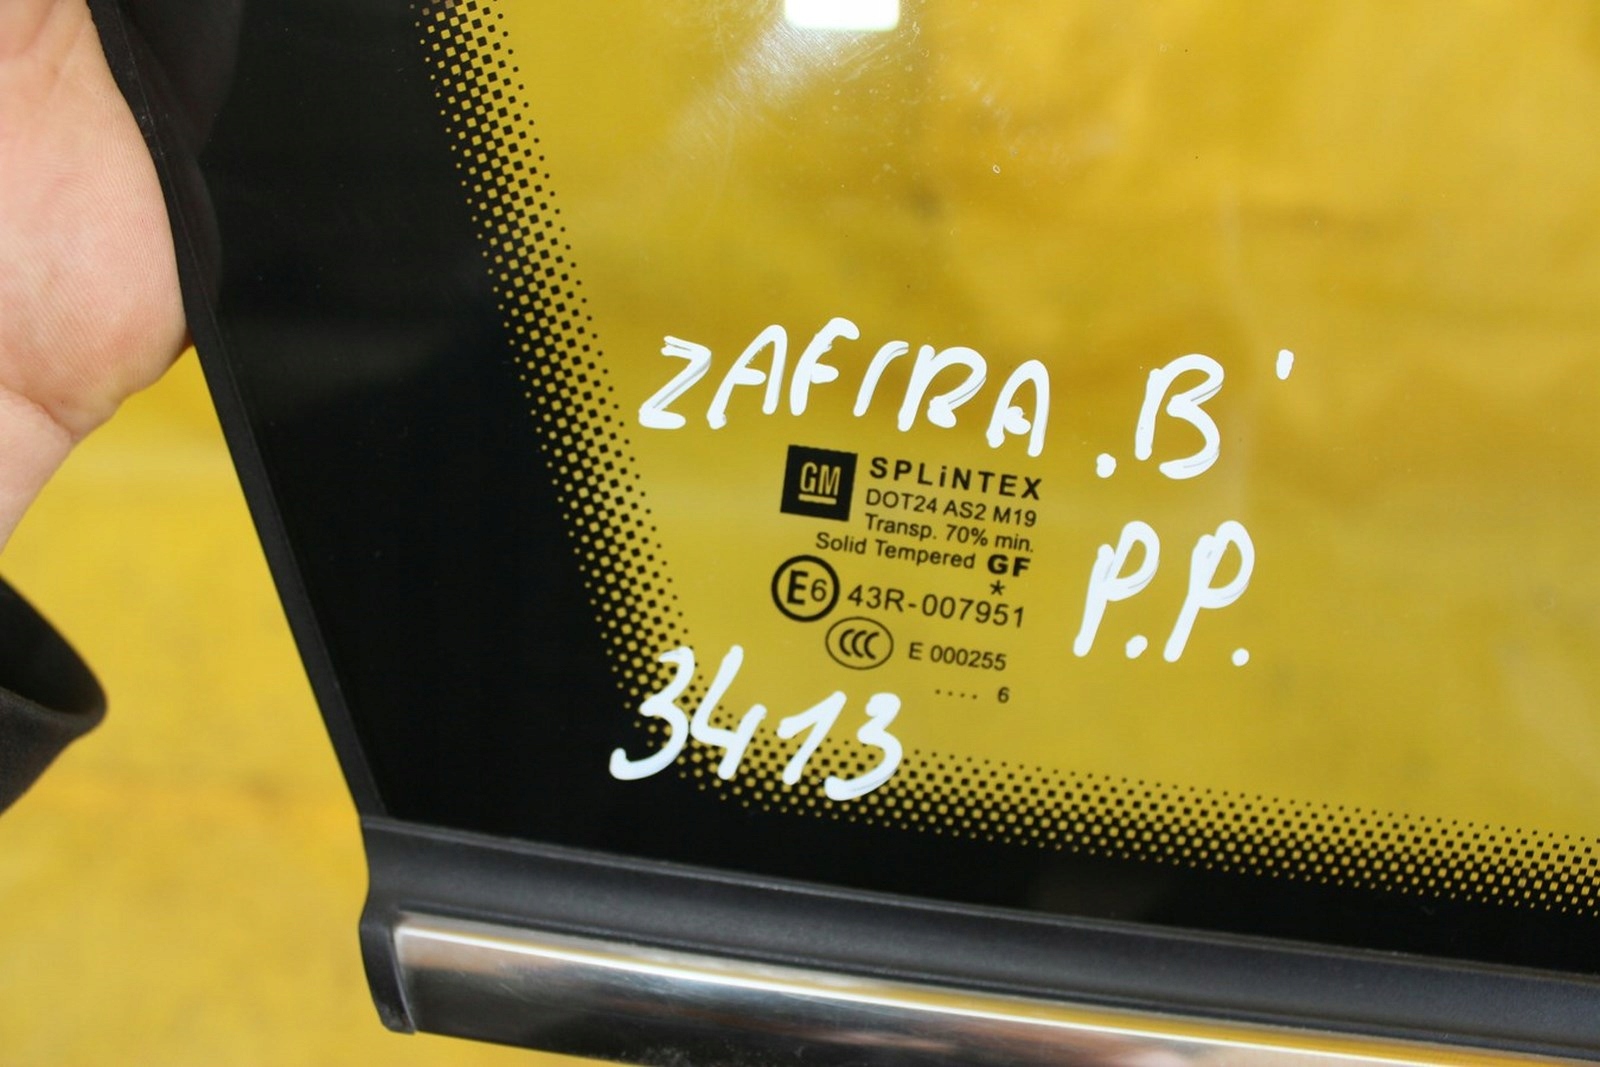 ZAFIRA .B'
GM SPLiNTEX
DOT24 AS2 M19
Transp. 70% min.
Solid Tempered GF
*
E6 43R-007951
P.P.
CCC E 000255
.... 6
3413